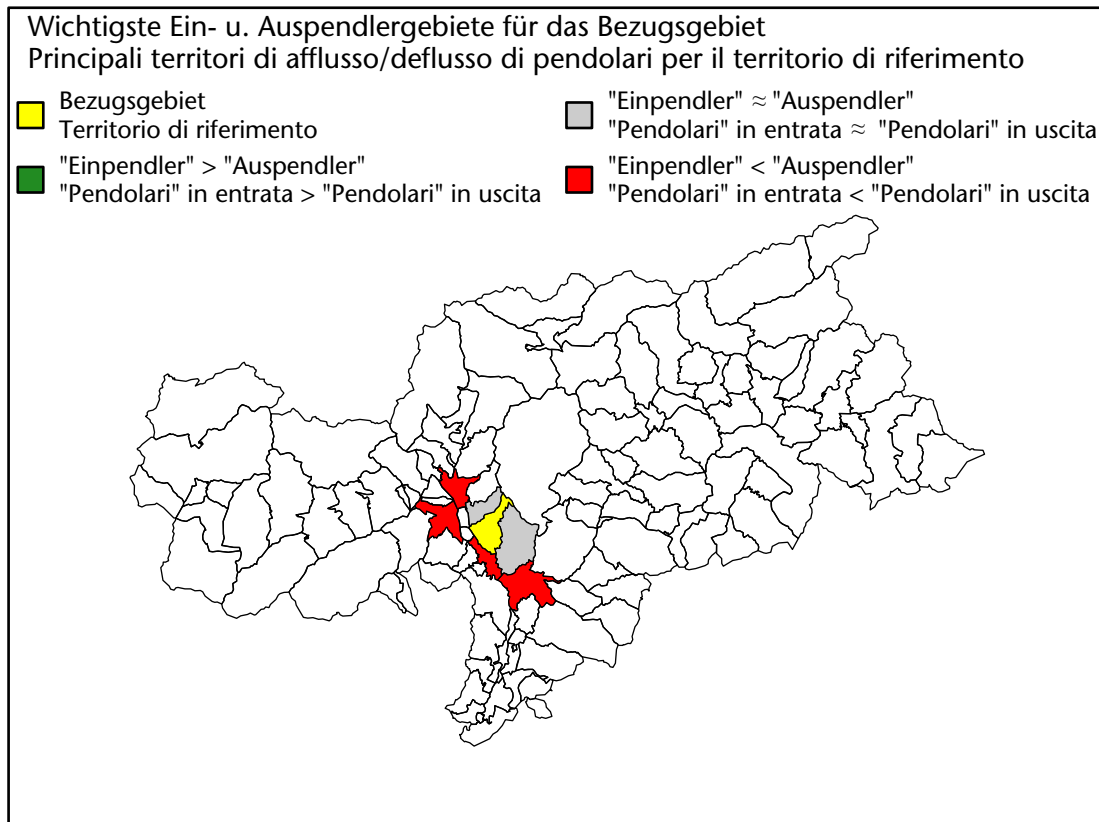 Wichtigste Ein- u. Auspendlergebiete für das Bezugsgebiet
Principali territori di afflusso/deflusso di pendolari per il territorio di riferimento
Bezugsgebiet
Territorio di riferimento
"Einpendler" > "Auspendler"
"Pendolari" in entrata > "Pendolari" in uscita
"Einpendler" ≈ "Auspendler"
"Pendolari" in entrata ≈ "Pendolari" in uscita
"Einpendler" < "Auspendler"
"Pendolari" in entrata < "Pendolari" in uscita